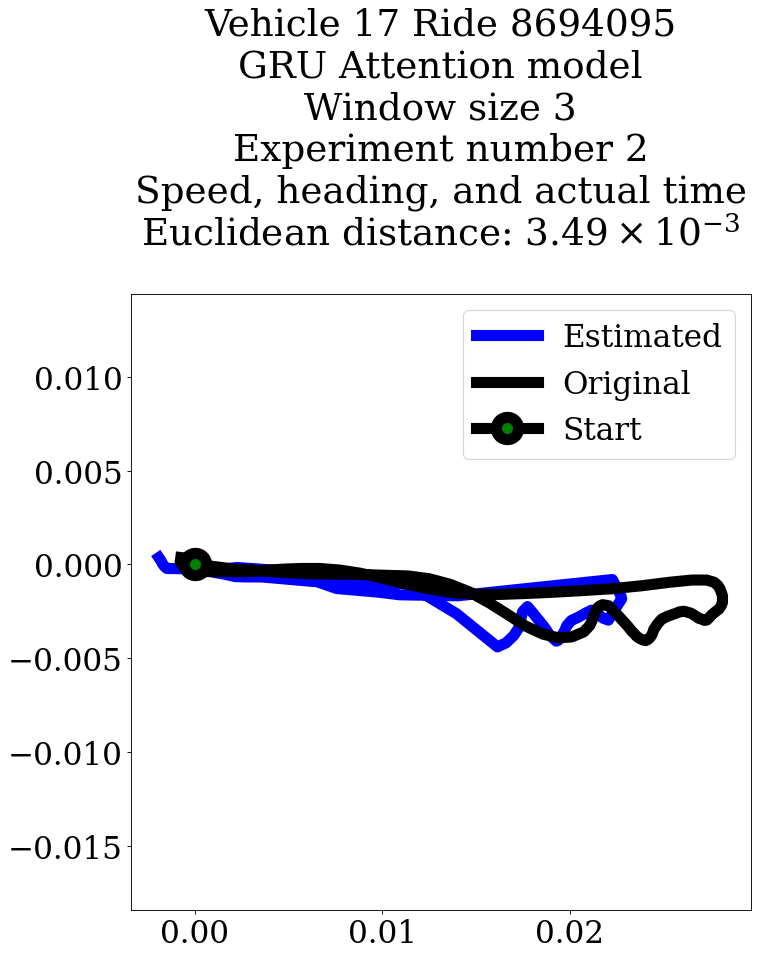 Vehicle 17 Ride 8694095
GRU Attention model
Window size 3
Experiment number 2
Speed, heading, and actual time
Euclidean distance: 3.49 × 10⁻³
Estimated
Original
Start
0.010
0.005
0.000
−0.005
−0.010
−0.015
0.00 0.01 0.02